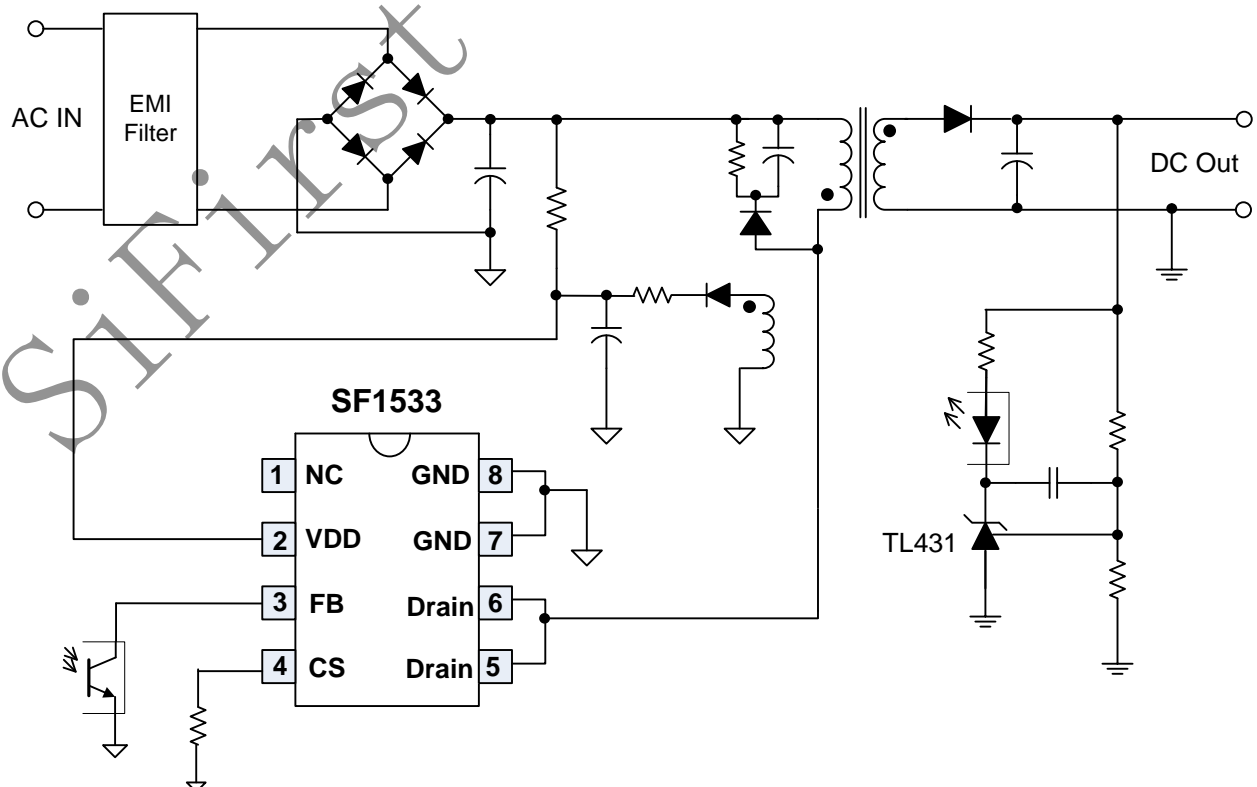 AC IN
EMI
Filter
DC Out
SiFirst
SF1533
1 NC GND 8
2 VDD GND 7
TL431
3 FB Drain 6
4 CS Drain 5